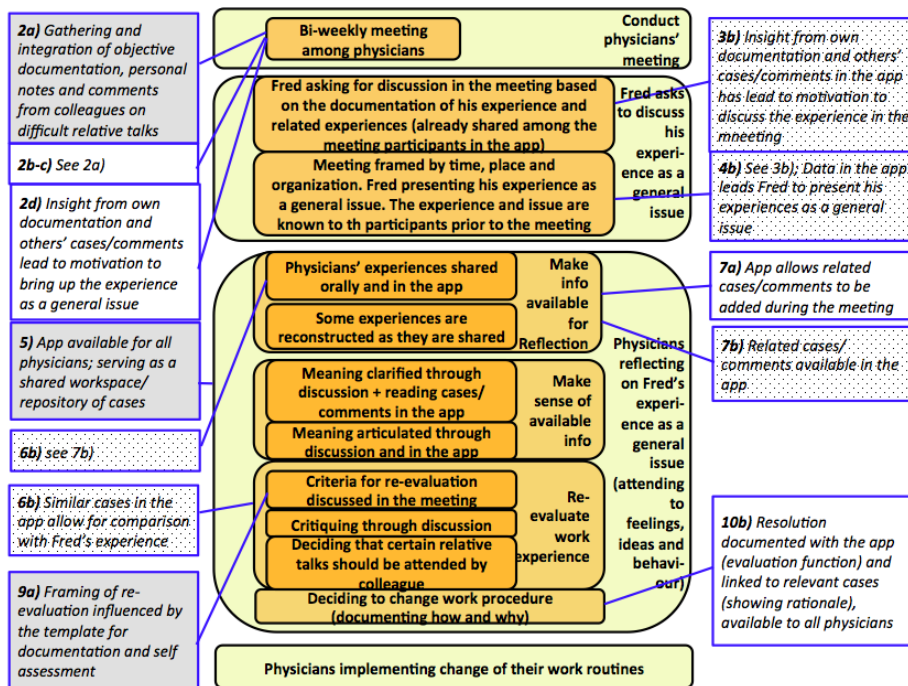 2a) Gathering and
integration of objective
documentation, personal
notes and comments
from colleagues on
difficult relative talks
2b-c) See 2a)
2d) Insight from own
documentation and
others' cases/comments
lead to motivation to
bring up the experience
as a general issue
5) App available for all
physicians; serving as a
shared workspace/
repository of cases
6b) see 7b)
6b) Similar cases in the
app allow for comparison
with Fred's experience
9a) Framing of re-
evaluation influenced by
the template for
documentation and self
assessment
Bi-weekly meeting
among physicians
Conduct
physicians'
meeting
Fred asking for discussion in the meeting based
on the documentation of his experience and
related experiences (already shared among the
meeting participants in the app)
Meeting framed by time, place and
organization. Fred presenting his experience as
a general issue. The experience and issue are
known to th participants prior to the meeting
Fred asks
to discuss
his
experi-
ence as a
general
issue
Physicians' experiences shared
orally and in the app
Some experiences are
reconstructed as they are shared
Make
info
available
for
Reflection
Meaning clarified through
discussion + reading cases/
comments in the app
Meaning articulated through
discussion and in the app
Make
sense of
available
info
Criteria for re-evaluation
discussed in the meeting
Critiquing through discussion
Deciding that certain relative
talks should be attended by
colleague
Re-
evaluate
work
experience
Deciding to change work procedure
(documenting how and why)
Physicians
reflecting
on Fred's
experi-
ence as a
general
issue
(attending
to
feelings,
ideas and
behavi-
our)
Physicians implementing change of their work routines
3b) Insight from own
documentation and others'
cases/comments in the app
has lead to motivation to
discuss the experience in the
mneeting
4b) See 3b); Data in the app
leads Fred to present his
experiences as a general
issue
7a) App allows related
cases/comments to be
added during the meeting
7b) Related cases/
comments available in the
app
10b) Resolution
documented with the app
(evaluation function) and
linked to relevant cases
(showing rationale),
available to all physicians